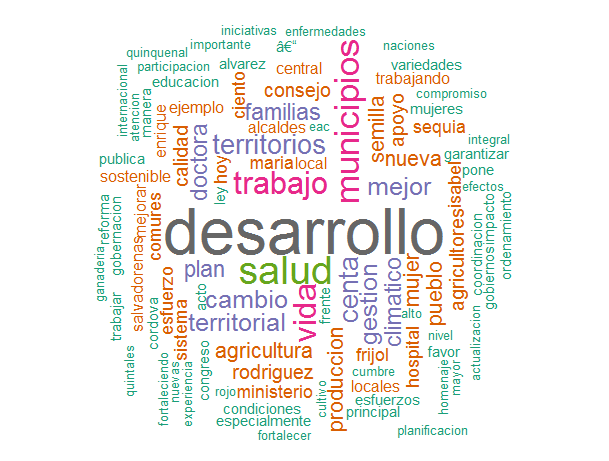 iniciativas
enfermedades
quinquenal
importante
â€“
naciones
participacion
alvarez
central
variedades
educacion
ciento
consejo
trabajando
internacional
atencion
manera
enrique
ejemplo
familias
municipios
semilla
apoyo
compromiso
mujeres
alcaldes
eac
sequia
calidad
doctora
territorios
integral
publica
hoy
maria
local
nueva
garantizar
sostenible
ley
trabajo
mejor
isabel
pone
efectos
reforma
mejorar
gobernacion
salvadorenas
comures
desarrollo
agricultores
coordinacion
impacto
gobiernos
ordenamiento
ganaderia
trabajar
esfuerzo
plan
salud
centa
gestion
climatico
mujer
pueblo
cordova
sistema
acto
cambio
vida
frente
alto
territorial
nivel
actualizacion
quintales
fortaleciendo
nuevas
experiencia
congreso
agricultura
produccion
frijol
hospital
favor
rodriguez
cumbre
homenaje
mayor
rojo
ministerio
cultivo
locales
condiciones
esfuerzos
especialmente
principal
fortalecer
planificacion